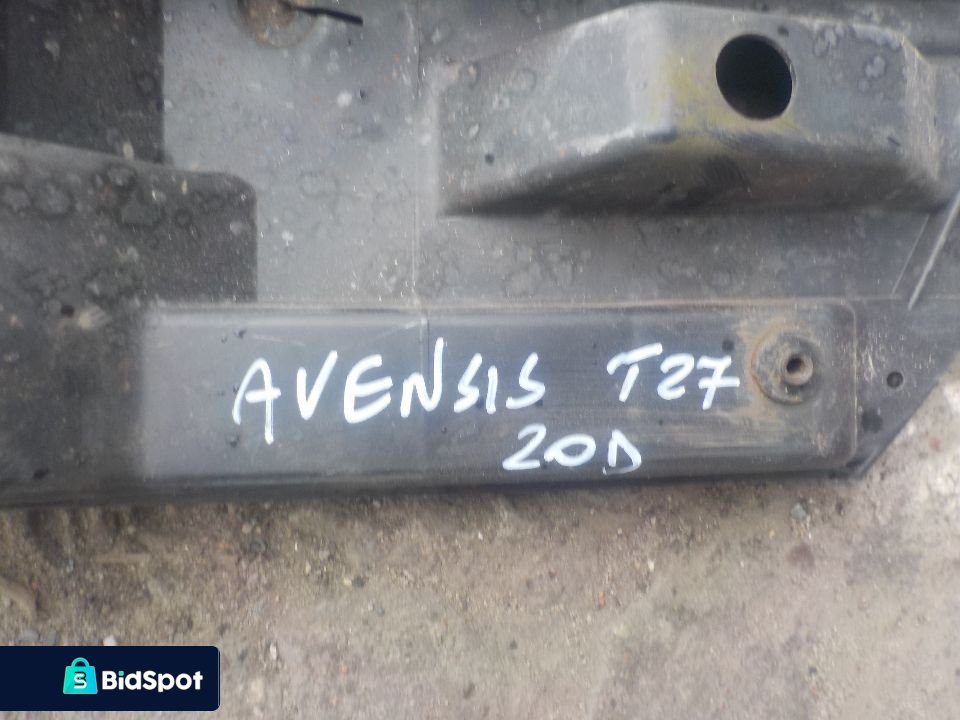 AVENSIS T27
20D
BidSpot